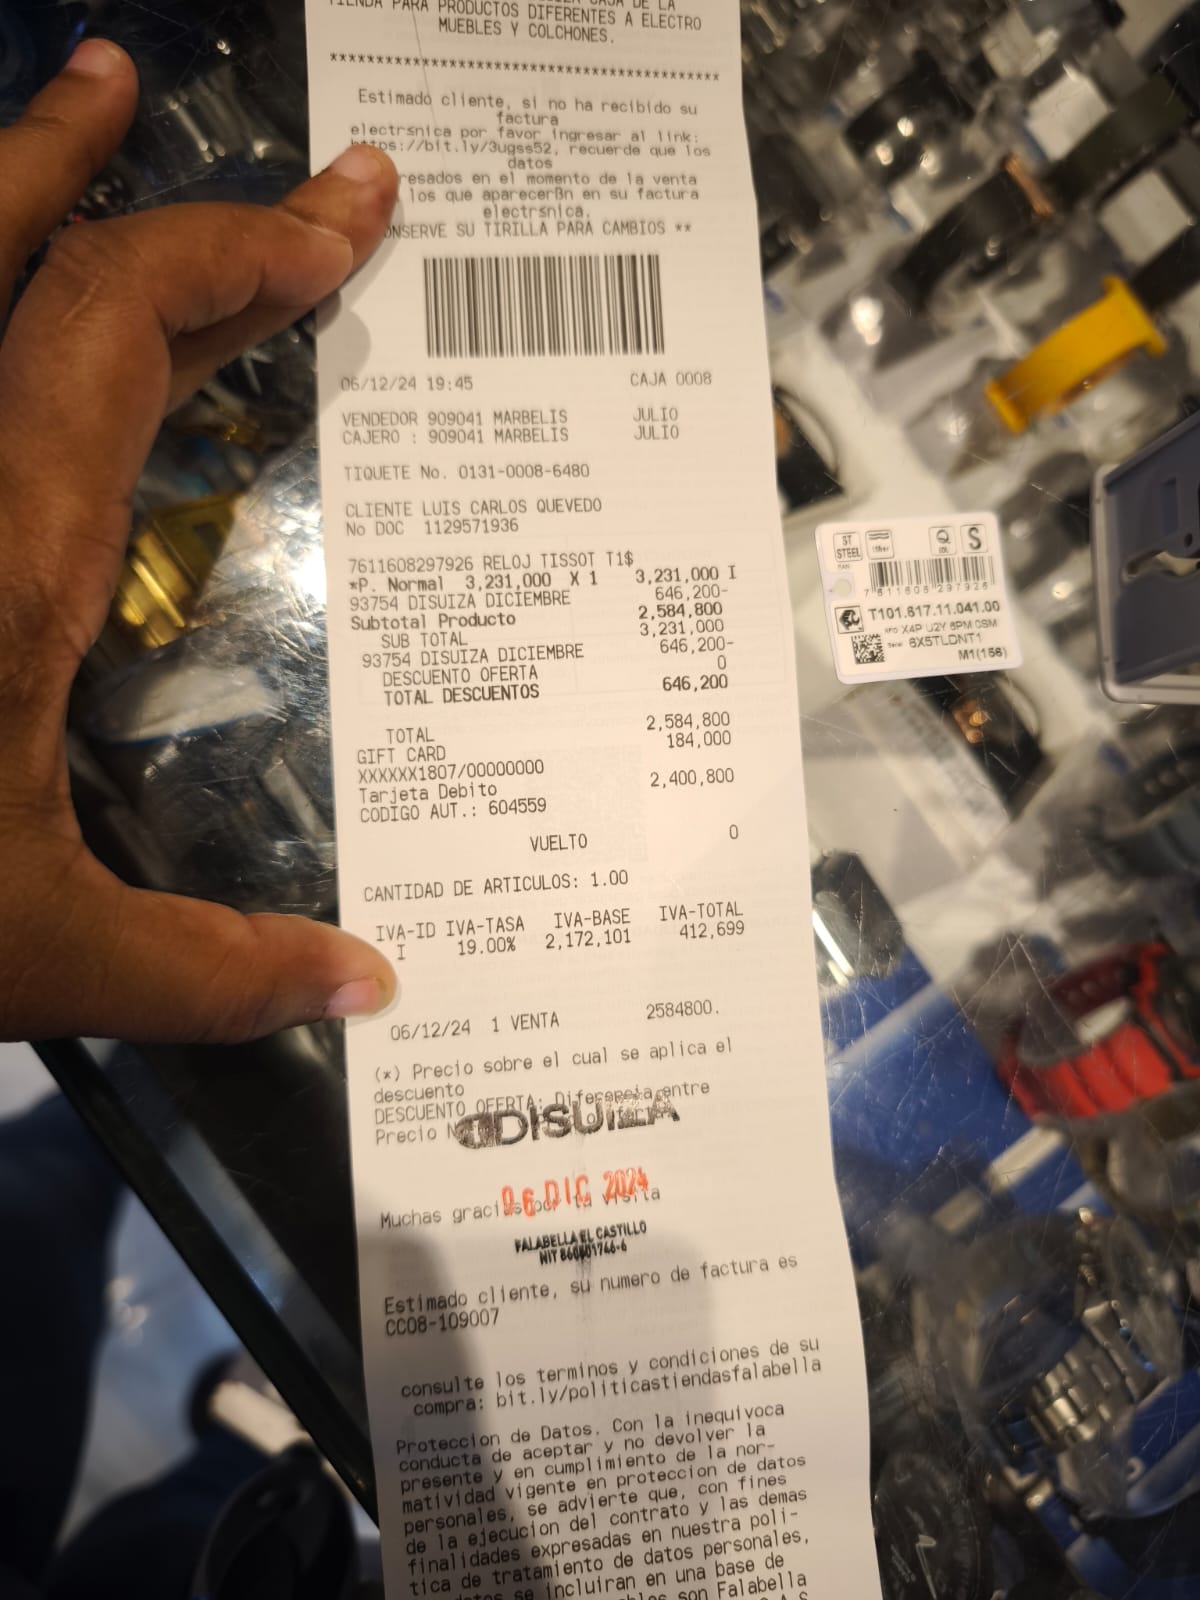 TIENDA PARA PRODUCTOS DIFERENTES A ELECTRO
MUEBLES Y COLCHONES.
******************************************
Estimado cliente, si no ha recibido su
factura
electrsnica por favor ingresar al link:
https://bit.ly/3ugss52, recuerde que los
datos
resados en el momento de la venta
los que aparecerßn en su factura
electrsnica.
ONSERVE SU TIRILLA PARA CAMBIOS **
06/12/24 19:45 CAJA 0008
VENDEDOR 909041 MARBELIS JULIO
CAJERO : 909041 MARBELIS JULIO
TIQUETE No. 0131-0008-6480
CLIENTE LUIS CARLOS QUEVEDO
No DOC 1129571936
7611608297926 RELOJ TISSOT T1$
*P. Normal 3,231,000 X 1 3,231,000 I
93754 DISUIZA DICIEMBRE 646,200-
Subtotal Producto 2,584,800
SUB TOTAL 3,231,000
93754 DISUIZA DICIEMBRE 646,200-
DESCUENTO OFERTA 0
TOTAL DESCUENTOS 646,200
TOTAL 2,584,800
GIFT CARD 184,000
XXXXXX1807/00000000
Tarjeta Debito 2,400,800
CODIGO AUT.: 604559
VUELTO 0
CANTIDAD DE ARTICULOS: 1.00
IVA-ID IVA-TASA IVA-BASE IVA-TOTAL
I 19.00% 2,172,101 412,699
06/12/24 1 VENTA 2584800.
(*) Precio sobre el cual se aplica el
descuento
DESCUENTO OFERTA: Diferencia entre
Precio
DISUIZA
06 DIC 2024
Muchas gracias por tu visita
FALABELLA EL CASTILLO
Estimado cliente, su numero de factura es
CC08-109007
consulte los terminos y condiciones de su
compra: bit.ly/politicastiendasfalabella
Proteccion de Datos. Con la inequivoca
conducta de aceptar y no devolver la
presente y en cumplimiento de la nor-
matividad vigente en proteccion de datos
personales, se advierte que, con fines
de la ejecucion del contrato y las demas
finalidades expresadas en nuestra poli-
tica de tratamiento de datos personales,
se incluiran en una base de
son Falabella
ST
STEEL
S
7611608297926
T101.617.11.041.00
X4P U2Y 6PM 0SM
6X5TLDNT1
M1(156)